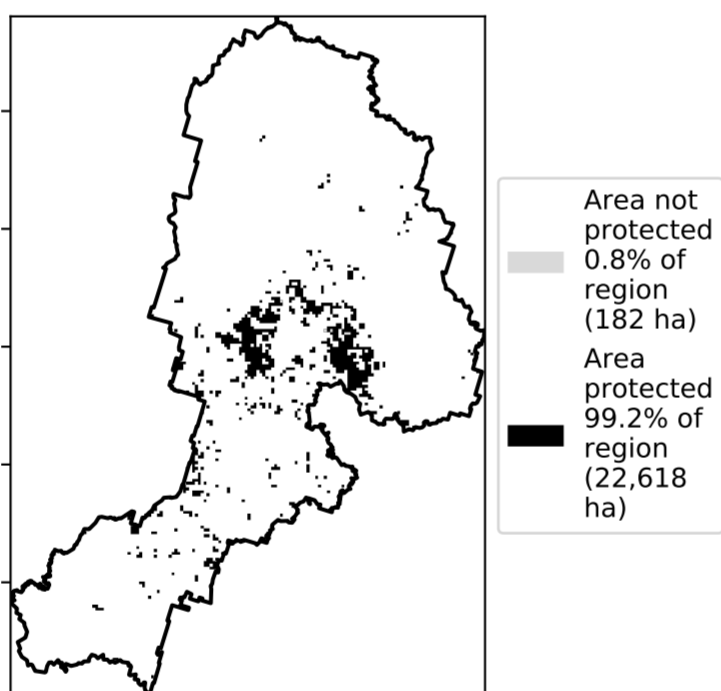 Area not
protected
0.8% of
region
(182 ha)
Area
protected
99.2% of
region
(22,618
ha)